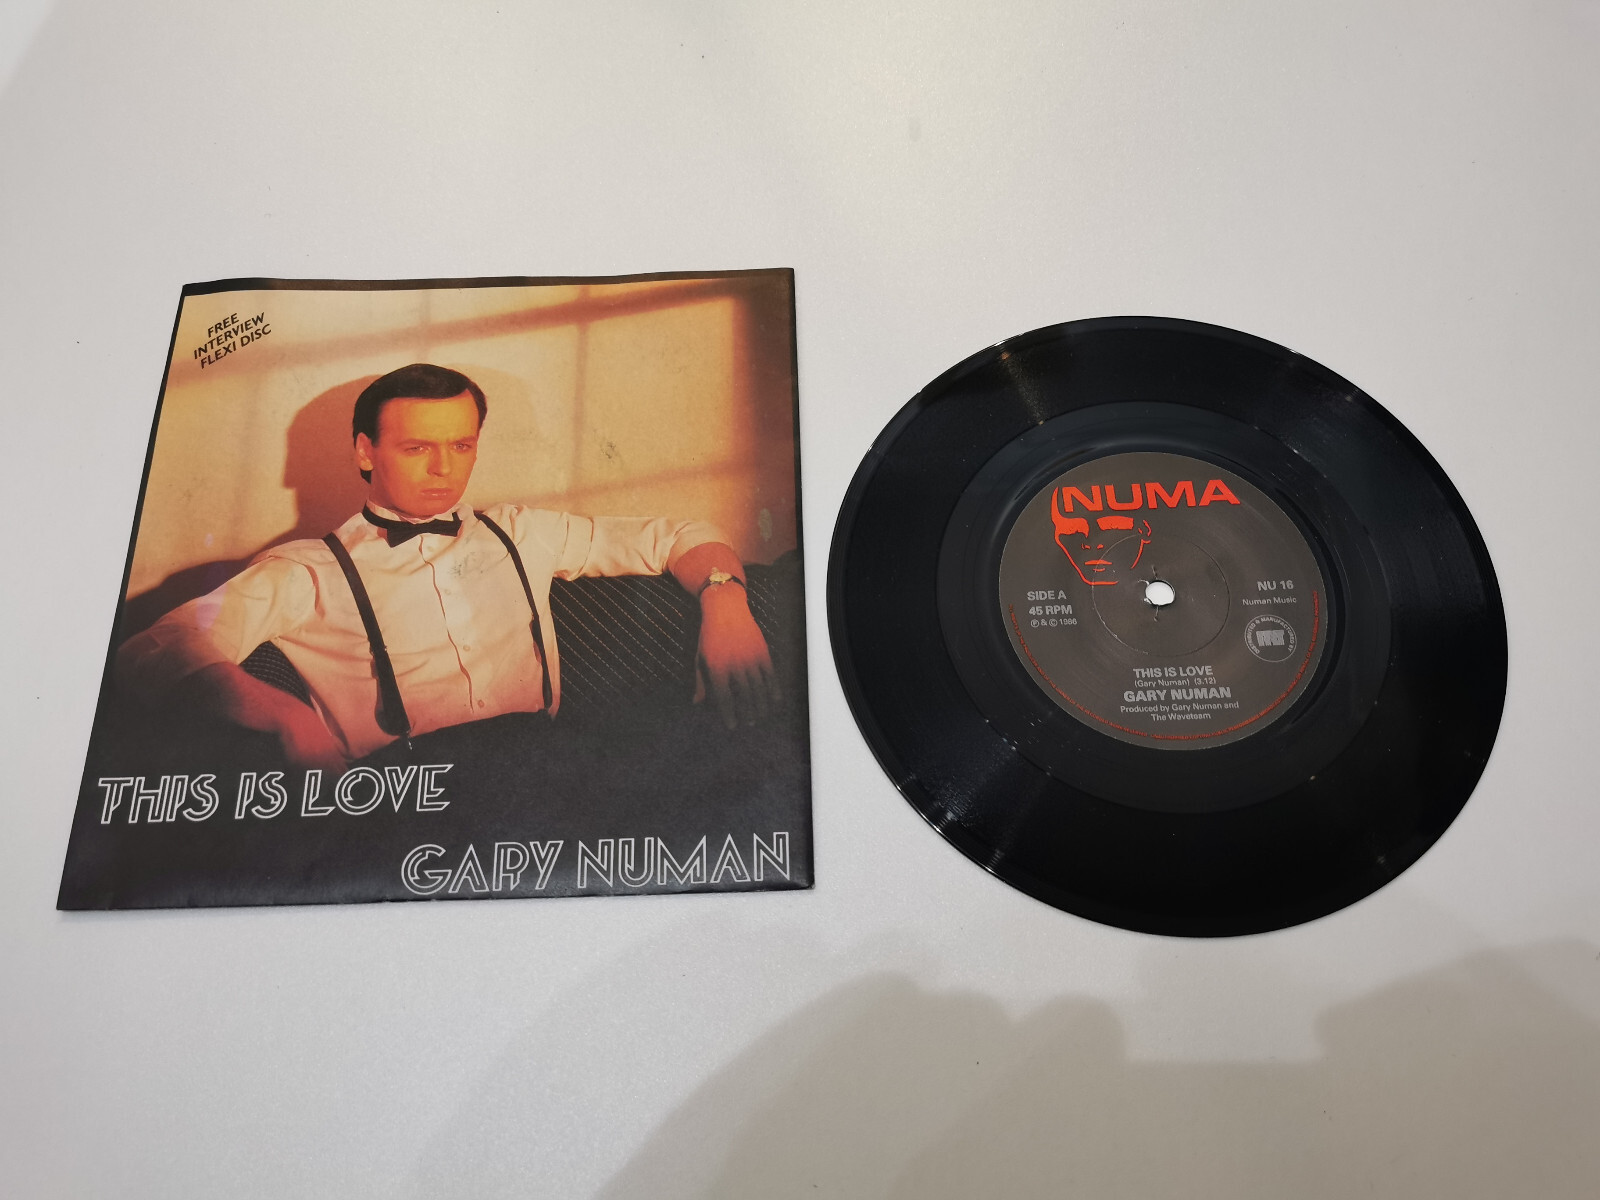 FREE
INTERVIEW
FLEXI DISC
THIS IS LOVE
GARY NUMAN
NUMA
SIDE A
45 RPM
℗ & © 1986
NU 16
Numan Music
THIS IS LOVE
(Gary Numan) (3.12)
GARY NUMAN
Produced by Gary Numan and
The Waveteam